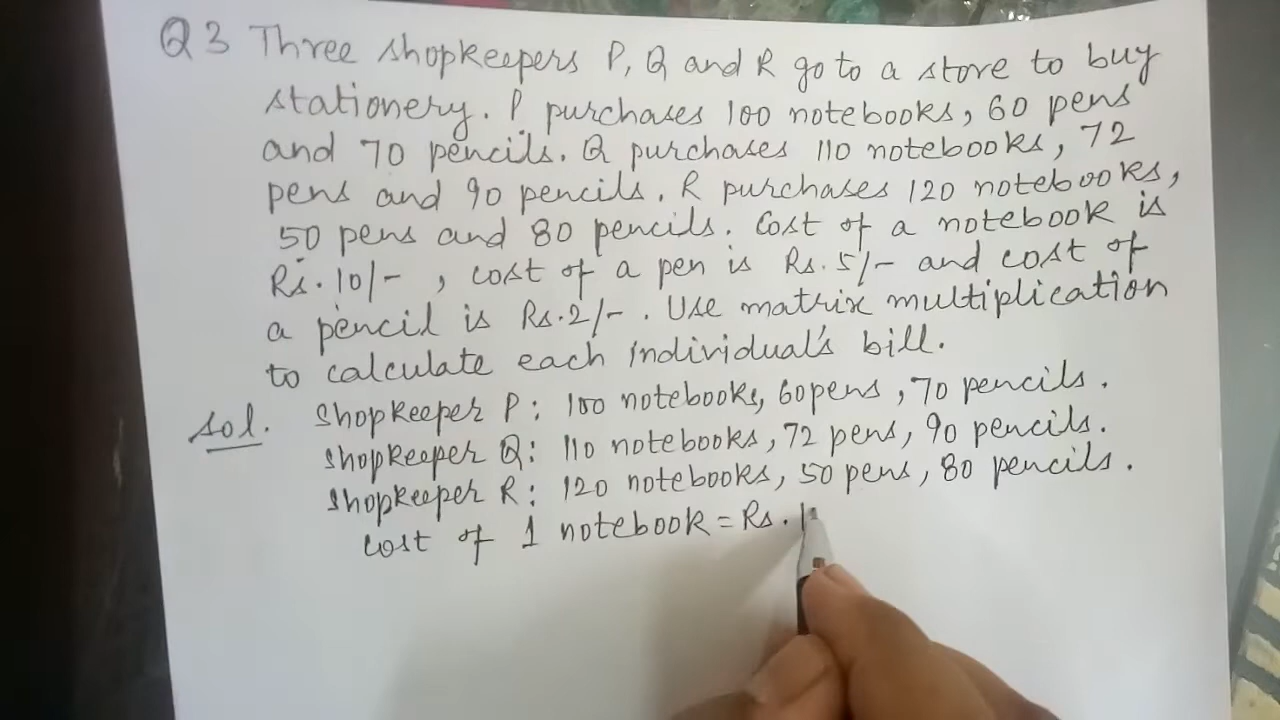 Q3 Three shopkeepers P, Q and R go to a store to buy
stationery. P purchases 100 notebooks, 60 pens
and 70 pencils. Q purchases 110 notebooks, 72
pens and 90 pencils. R purchases 120 notebooks,
50 pens and 80 pencils. Cost of a notebook is
Rs. 10/- , cost of a pen is Rs. 5/- and cost of
a pencil is Rs. 2/- . Use matrix multiplication
to calculate each individual's bill.
Sol. Shopkeeper P: 100 notebooks, 60 pens, 70 pencils.
Shopkeeper Q: 110 notebooks, 72 pens, 90 pencils.
Shopkeeper R: 120 notebooks, 50 pens, 80 pencils.
Cost of 1 notebook = Rs. 1